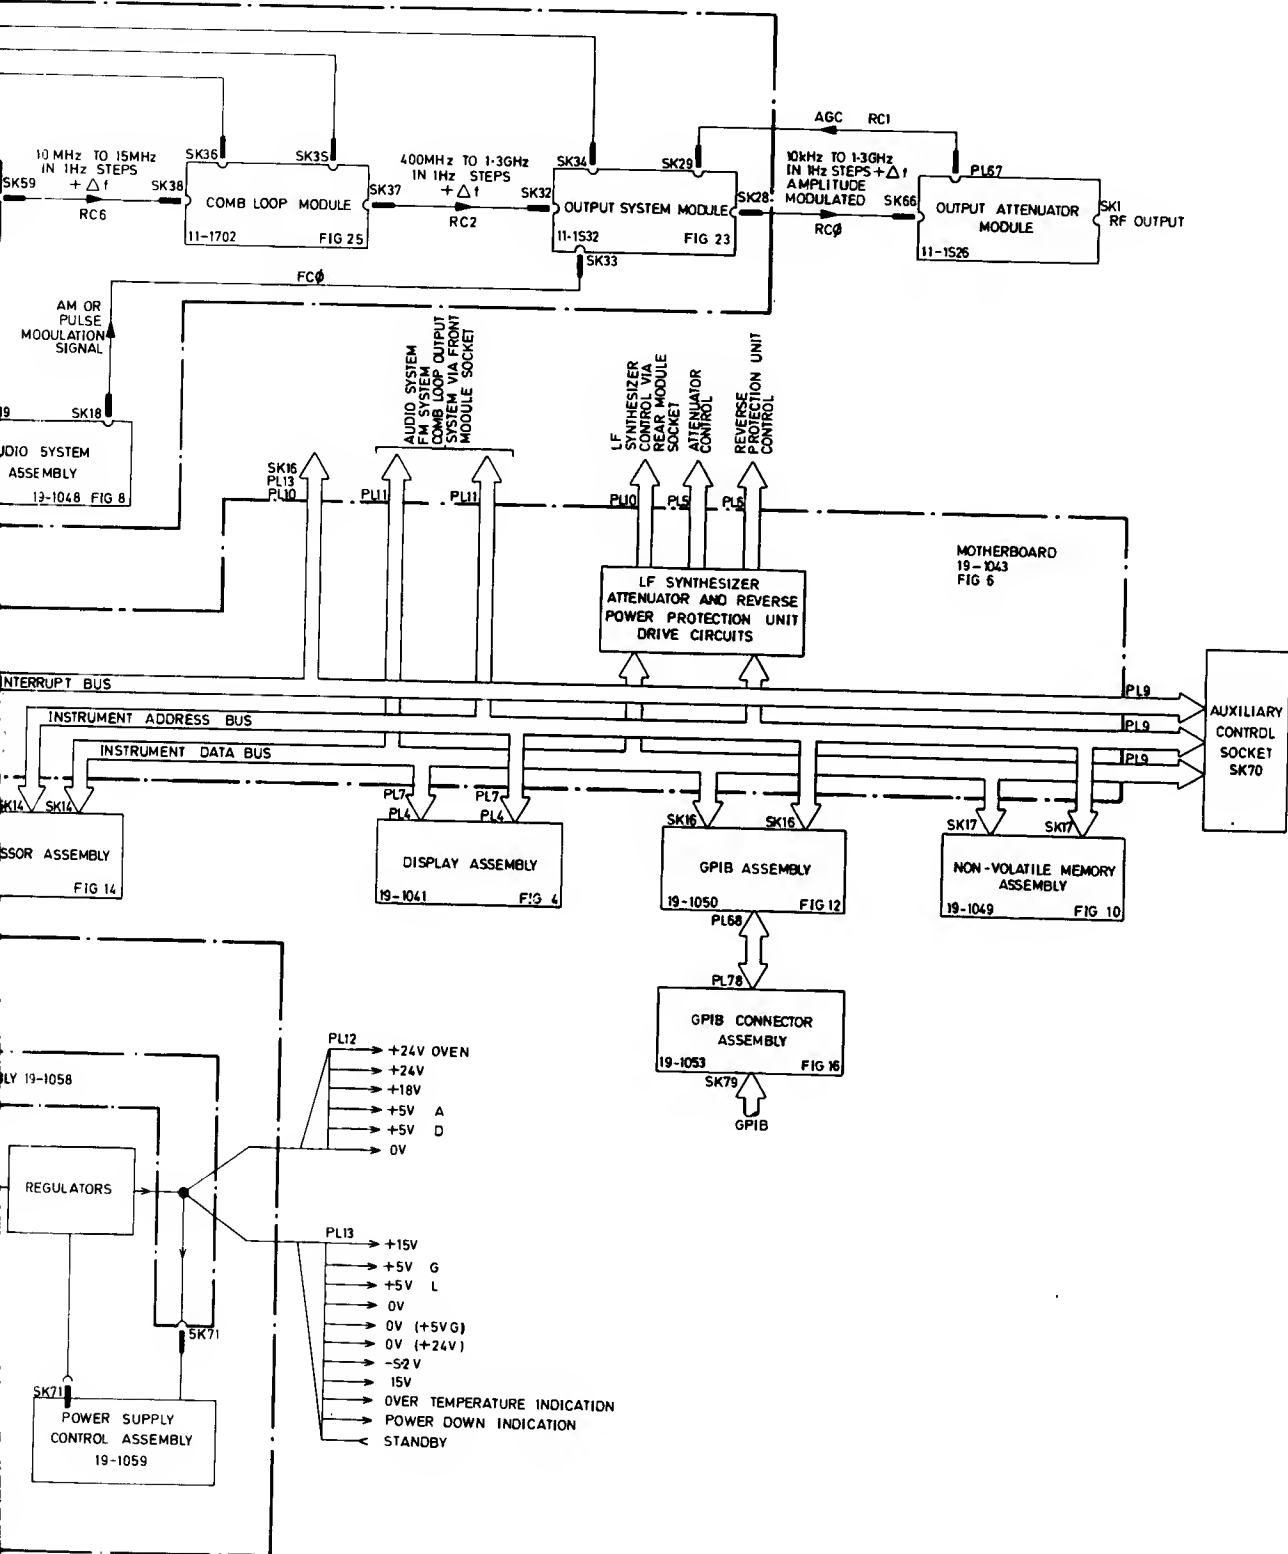 10 MHz TO 15MHz
IN 1Hz STEPS
+ Δ f
SK59
RC6
SK38
SK36
SK35
COMB LOOP MODULE
11-1702
FIG 25
SK37
400MHz TO 1·3GHz
IN 1Hz STEPS
+ Δ f
RC2
SK32
SK34
SK29
OUTPUT SYSTEM MODULE
11-1532
FIG 23
SK28
SK33
AGC RC1
10kHz TO 1·3GHz
IN 1Hz STEPS + Δ f
AMPLITUDE
MODULATED
RCØ
SK66
PL67
OUTPUT ATTENUATOR
MODULE
11-1526
SK1
RF OUTPUT
FCØ
AM OR
PULSE
MODULATION
SIGNAL
9
SK18
UDIO SYSTEM
ASSEMBLY
19-1048 FIG 8
AUDIO SYSTEM
FM SYSTEM
COMB LOOP OUTPUT
SYSTEM VIA FRONT
MODULE SOCKET
LF
SYNTHESIZER
CONTROL VIA
REAR MODULE
SOCKET
ATTENUATOR
CONTROL
REVERSE
PROTECTION UNIT
CONTROL
SK16
PL13
PL10
PL11
PL11
PL10
PL5
PL6
MOTHERBOARD
19-1043
FIG 6
LF SYNTHESIZER
ATTENUATOR AND REVERSE
POWER PROTECTION UNIT
DRIVE CIRCUITS
INTERRUPT BUS
INSTRUMENT ADDRESS BUS
INSTRUMENT DATA BUS
PL9
PL9
PL9
AUXILIARY
CONTROL
SOCKET
SK70
SK14
SK14
SSOR ASSEMBLY
FIG 14
PL7
PL4
PL7
PL4
DISPLAY ASSEMBLY
19-1041
FIG 4
SK16
SK16
GPIB ASSEMBLY
19-1050
FIG 12
SK17
SK17
NON-VOLATILE MEMORY
ASSEMBLY
19-1049
FIG 10
PL68
PL78
GPIB CONNECTOR
ASSEMBLY
19-1053
FIG 16
SK79
GPIB
LY 19-1058
REGULATORS
PL12
+24V OVEN
+24V
+18V
+5V A
+5V D
0V
PL13
+15V
+5V G
+5V L
0V
0V (+5VG)
0V (+24V)
-5·2V
15V
OVER TEMPERATURE INDICATION
POWER DOWN INDICATION
STANDBY
SK71
SK71
POWER SUPPLY
CONTROL ASSEMBLY
19-1059